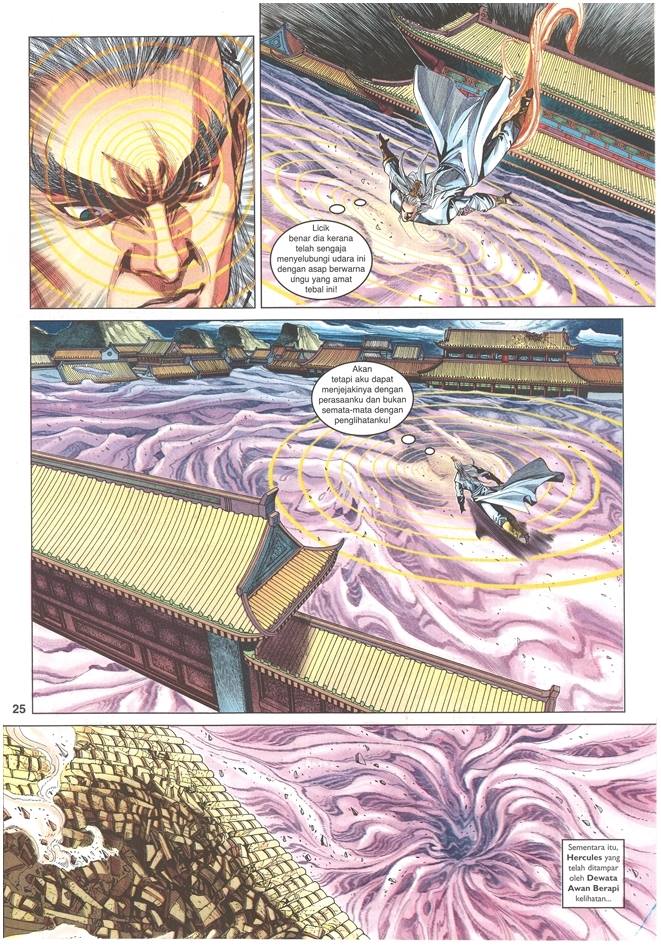 Licik
benar dia kerana
telah sengaja
menyelubungi udara ini
dengan asap berwarna
ungu yang amat
tebal ini!
Akan
tetapi aku dapat
menjejakinya dengan
perasaanku dan bukan
semata-mata dengan
penglihatanku!
25
Sementara itu,
Hercules yang
telah ditampar
oleh Dewata
Awan Berapi
kelihatan...